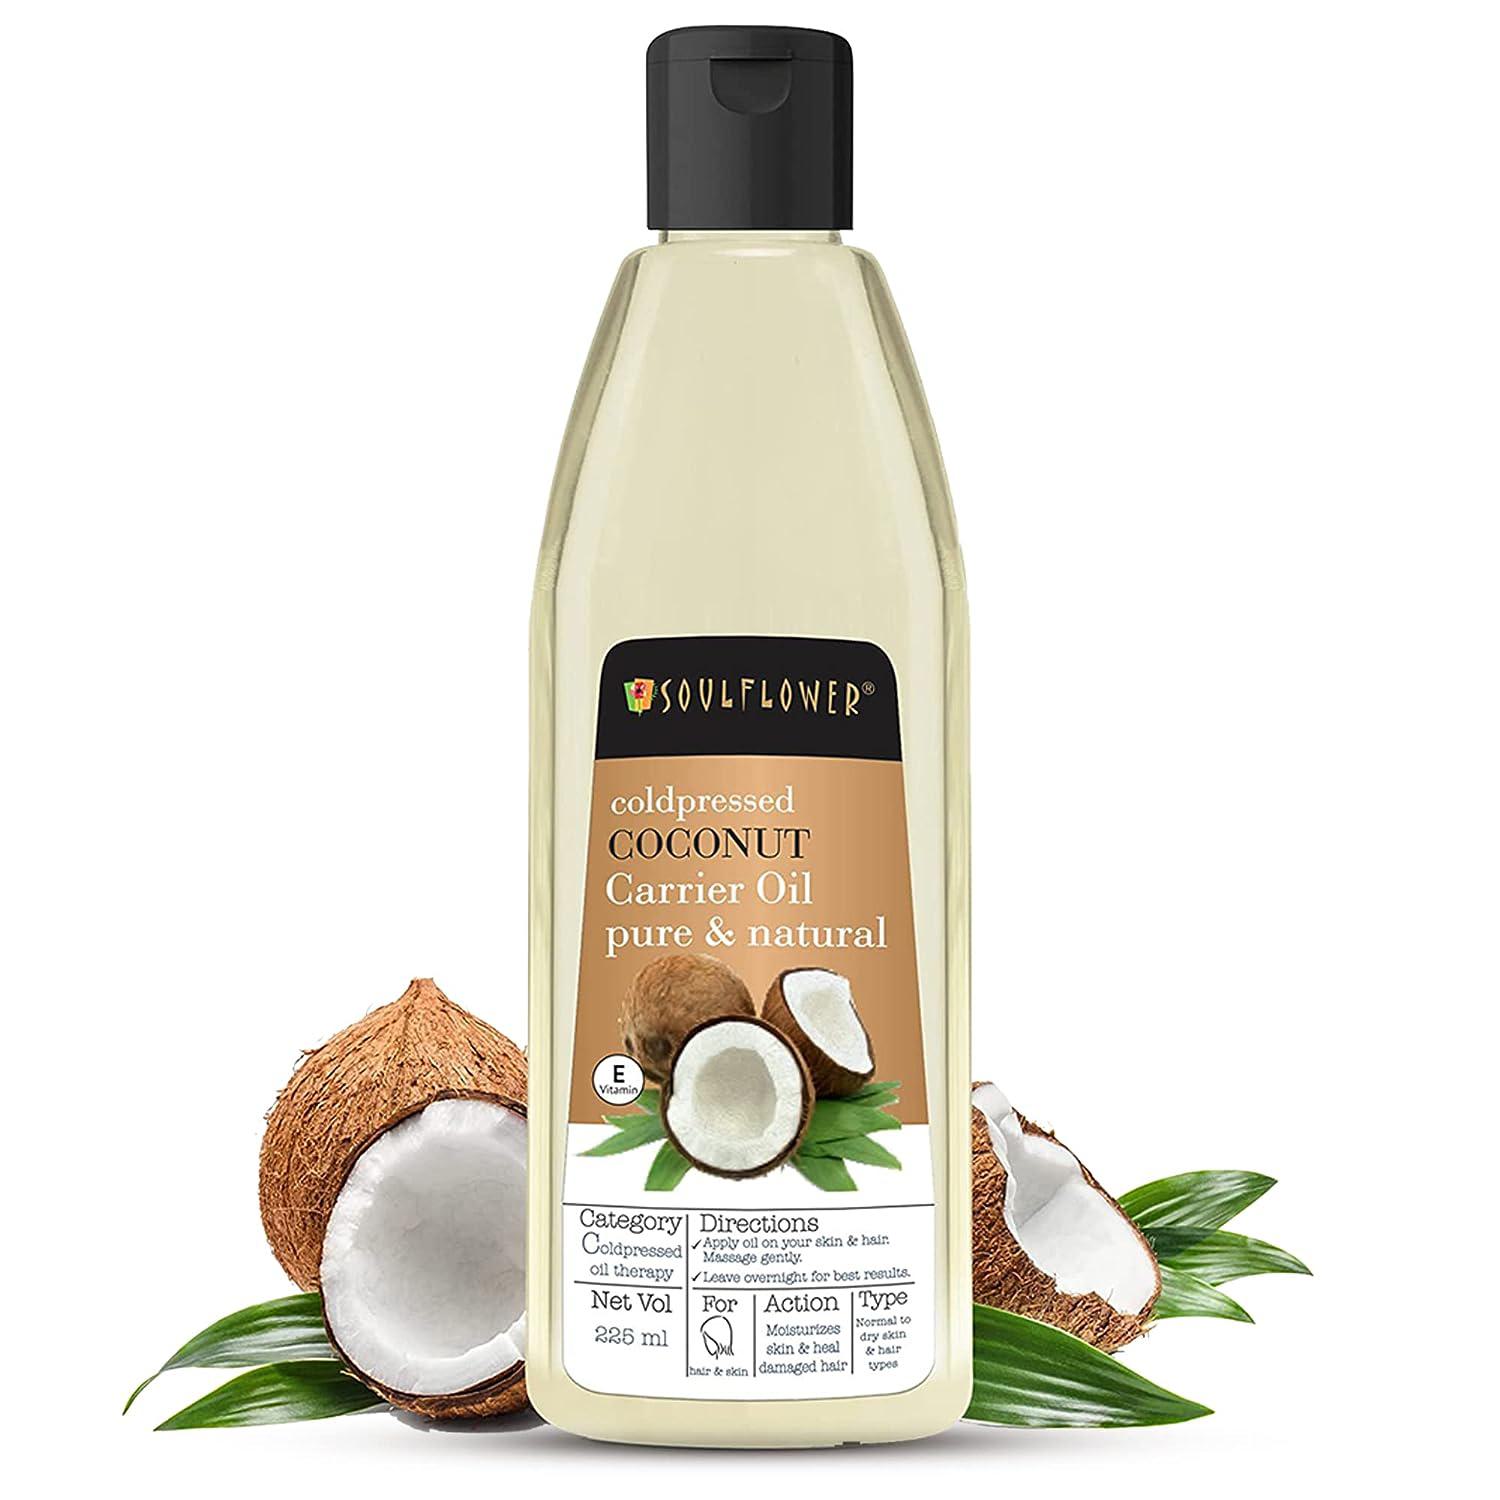 SOULFLOWER®
coldpressed
COCONUT
Carrier Oil
pure & natural
E
Vitamin
Category
Coldpressed
oil therapy
Directions
✓Apply oil on your skin & hair.
Massage gently.
✓Leave overnight for best results.
Net Vol
225 ml
For
hair & skin
Action
Moisturizes
skin & heal
damaged hair
Type
Normal to
dry skin
& hair
types